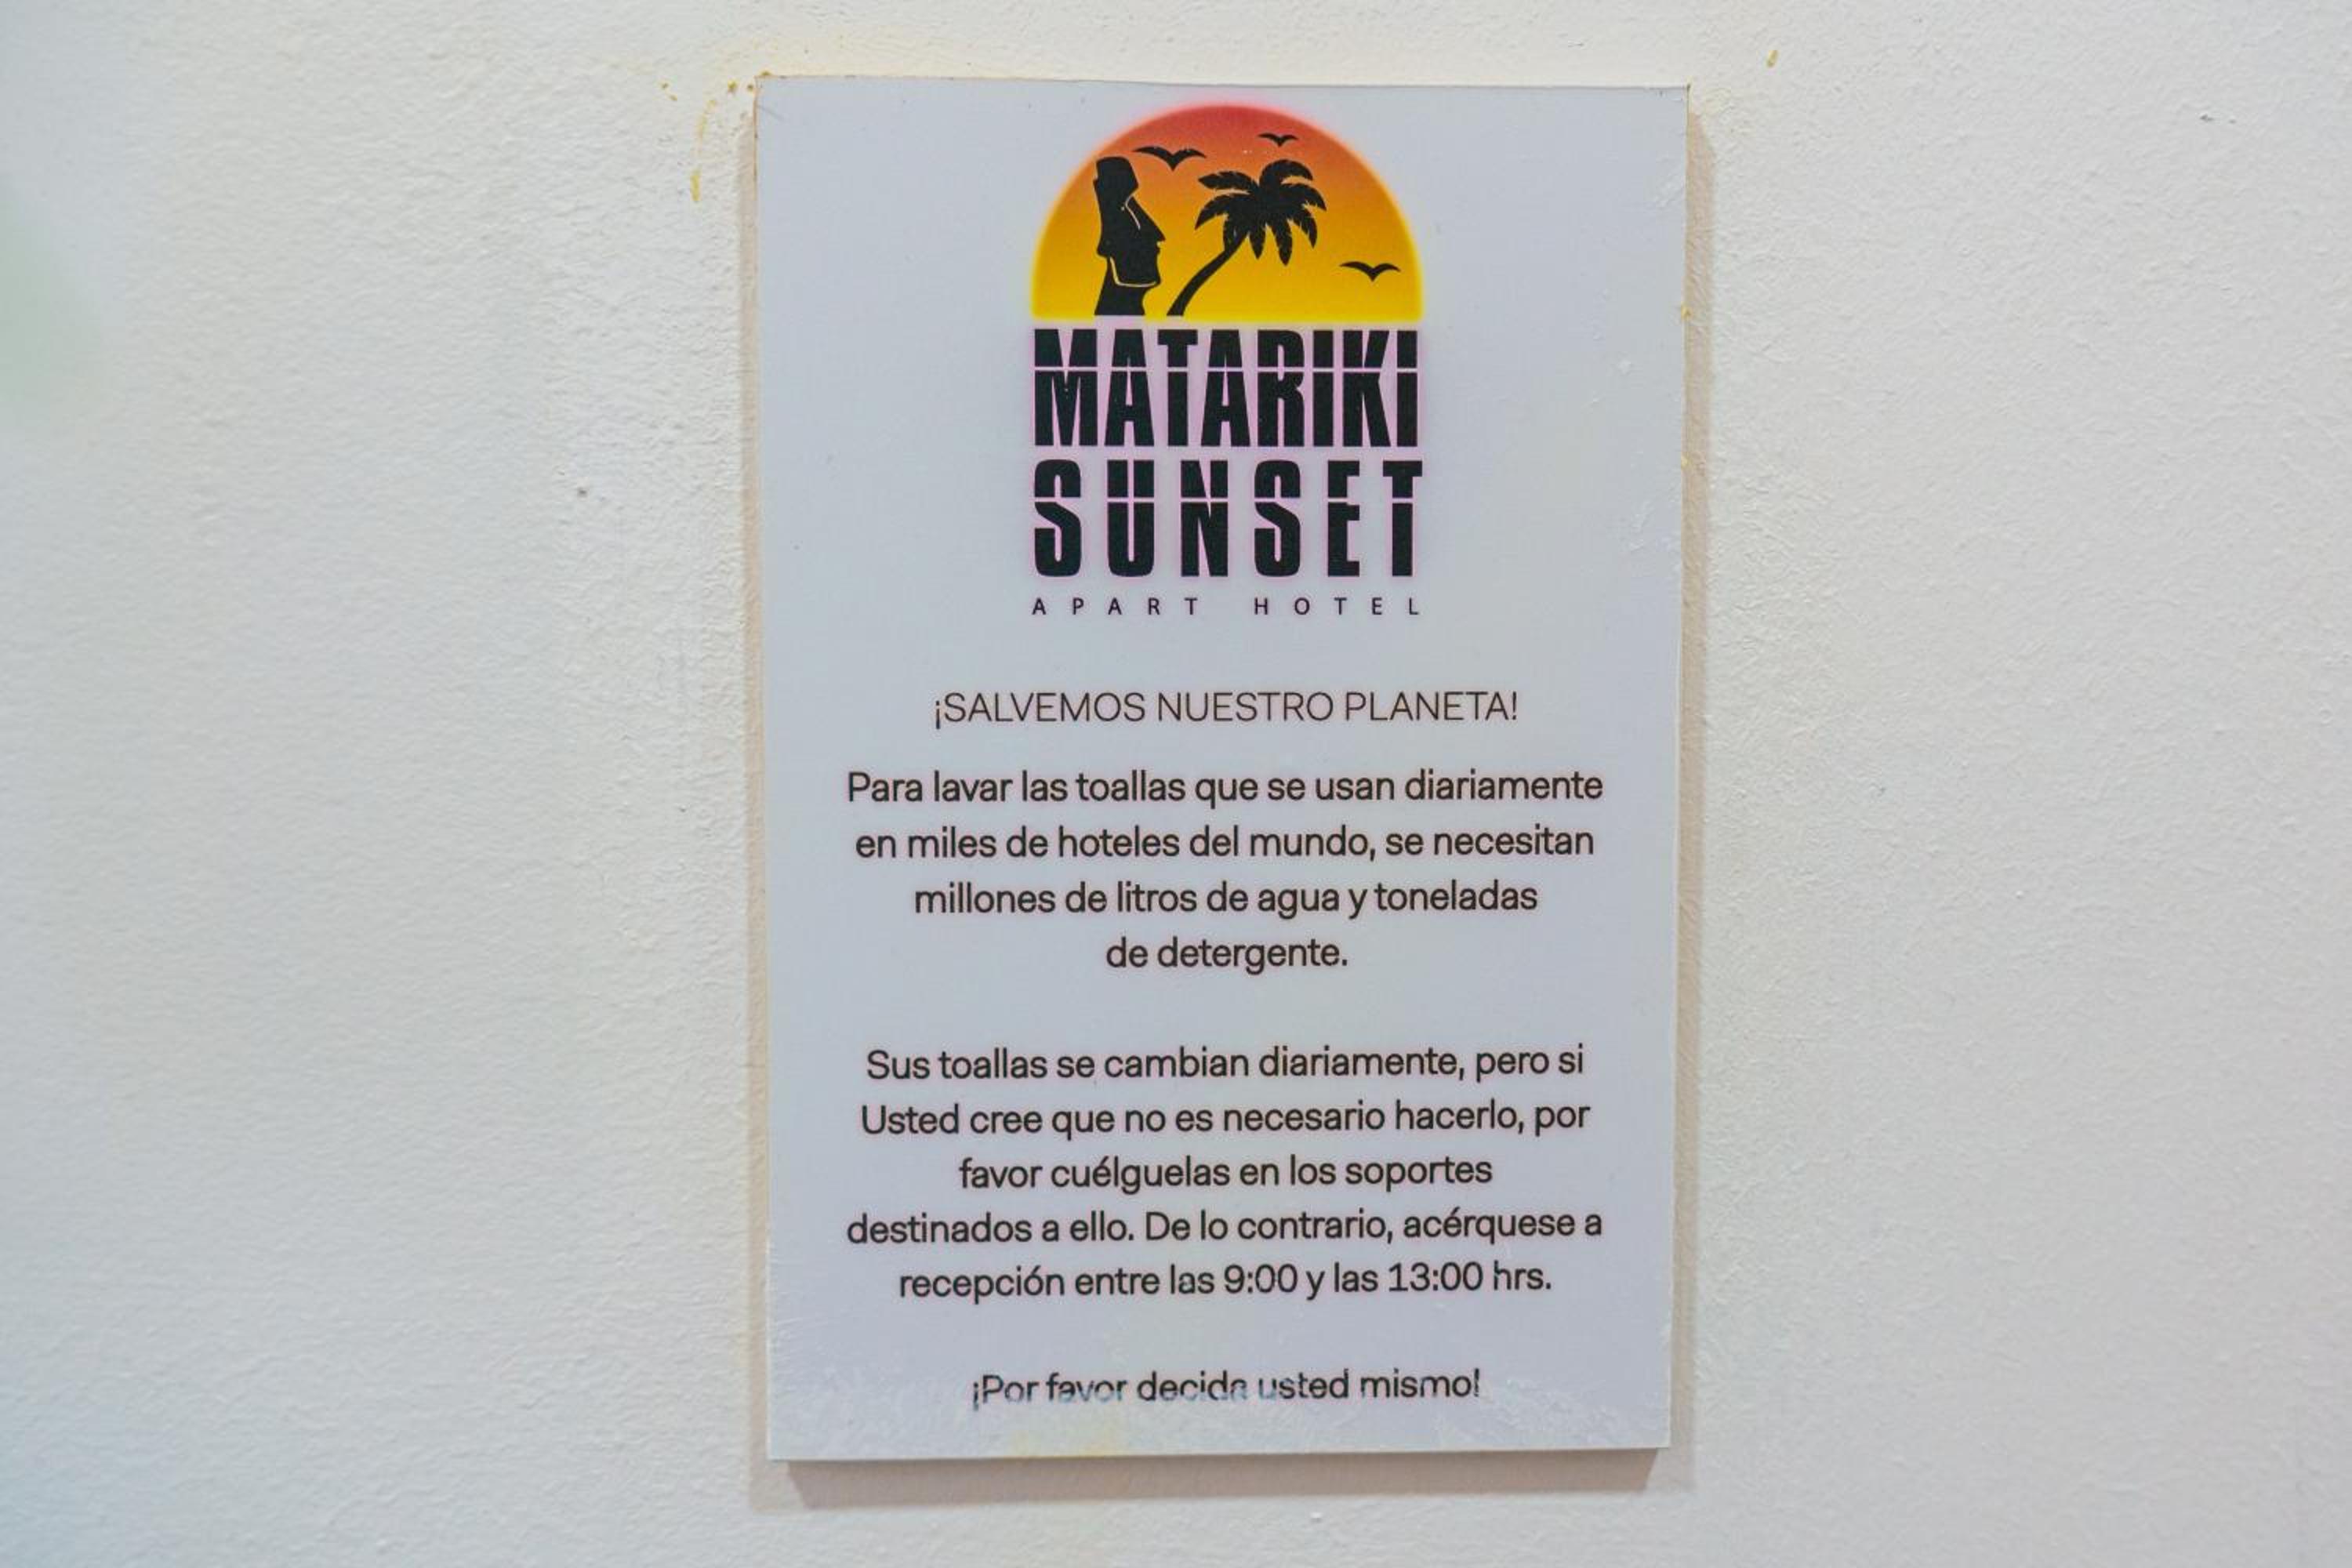 MATARIKI
SUNSET
APART HOTEL
¡SALVEMOS NUESTRO PLANETA!
Para lavar las toallas que se usan diariamente
en miles de hoteles del mundo, se necesitan
millones de litros de agua y toneladas
de detergente.
Sus toallas se cambian diariamente, pero si
Usted cree que no es necesario hacerlo, por
favor cuélguelas en los soportes
destinados a ello. De lo contrario, acérquese a
recepción entre las 9:00 y las 13:00 hrs.
¡Por favor decida usted mismo!